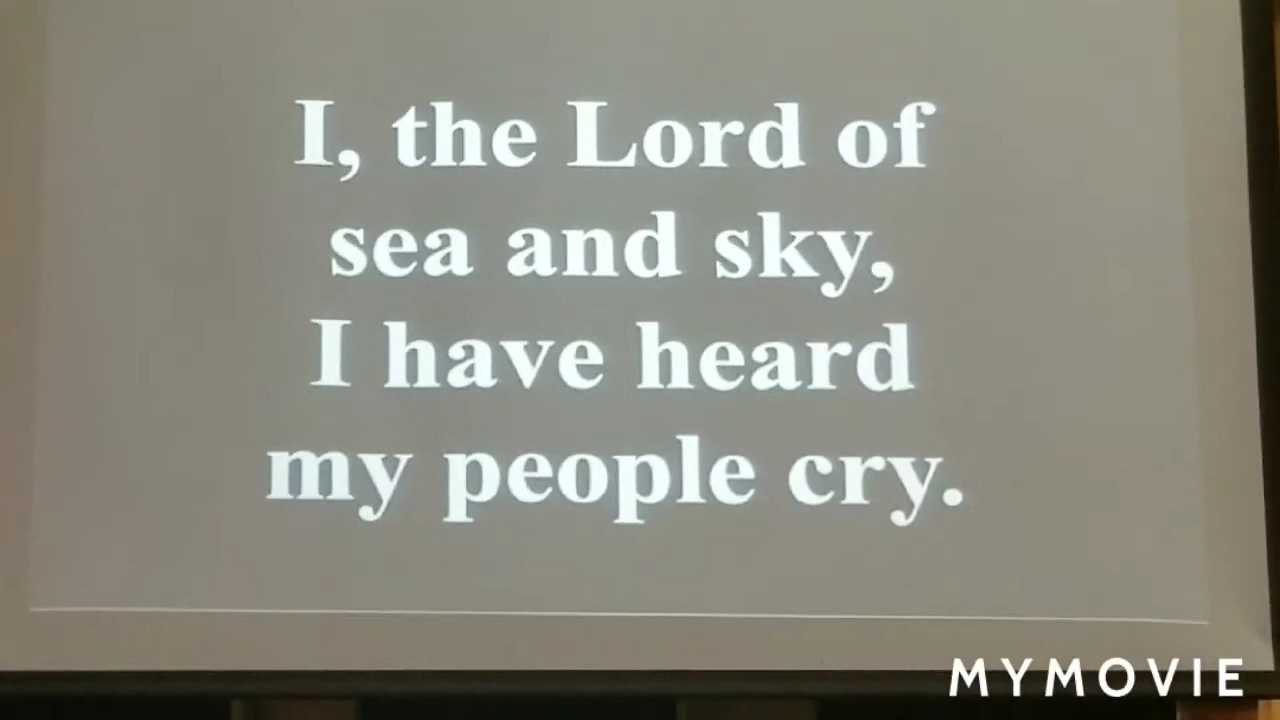 I, the Lord of
sea and sky,
I have heard
my people cry.
MYMOVIE